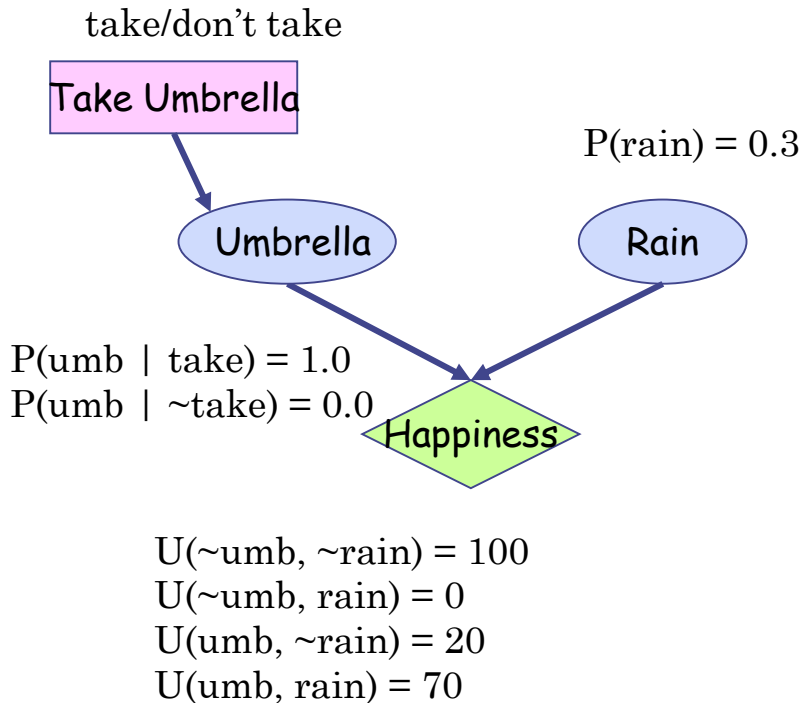 take/don't take
Take Umbrella
P(rain) = 0.3
Umbrella
Rain
P(umb | take) = 1.0
P(umb | ~take) = 0.0
Happiness
U(~umb, ~rain) = 100
U(~umb, rain) = 0
U(umb, ~rain) = 20
U(umb, rain) = 70